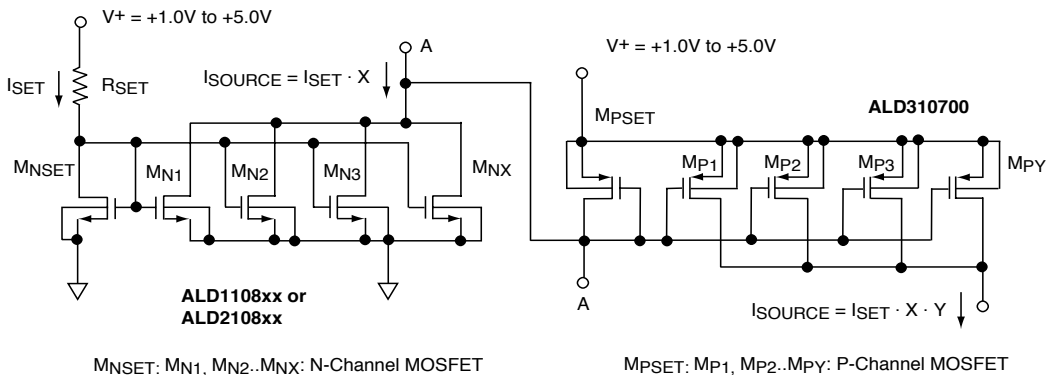 V+ = +1.0V to +5.0V
ISET
RSET
ISOURCE = ISET · X
A
MNSET
MN1
MN2
MN3
MNX
ALD1108xx or
ALD2108xx
MNSET: MN1, MN2..MNX: N-Channel MOSFET
V+ = +1.0V to +5.0V
MPSET
ALD310700
MP1
MP2
MP3
MPY
A
ISOURCE = ISET · X · Y
MPSET: MP1, MP2..MPY: P-Channel MOSFET